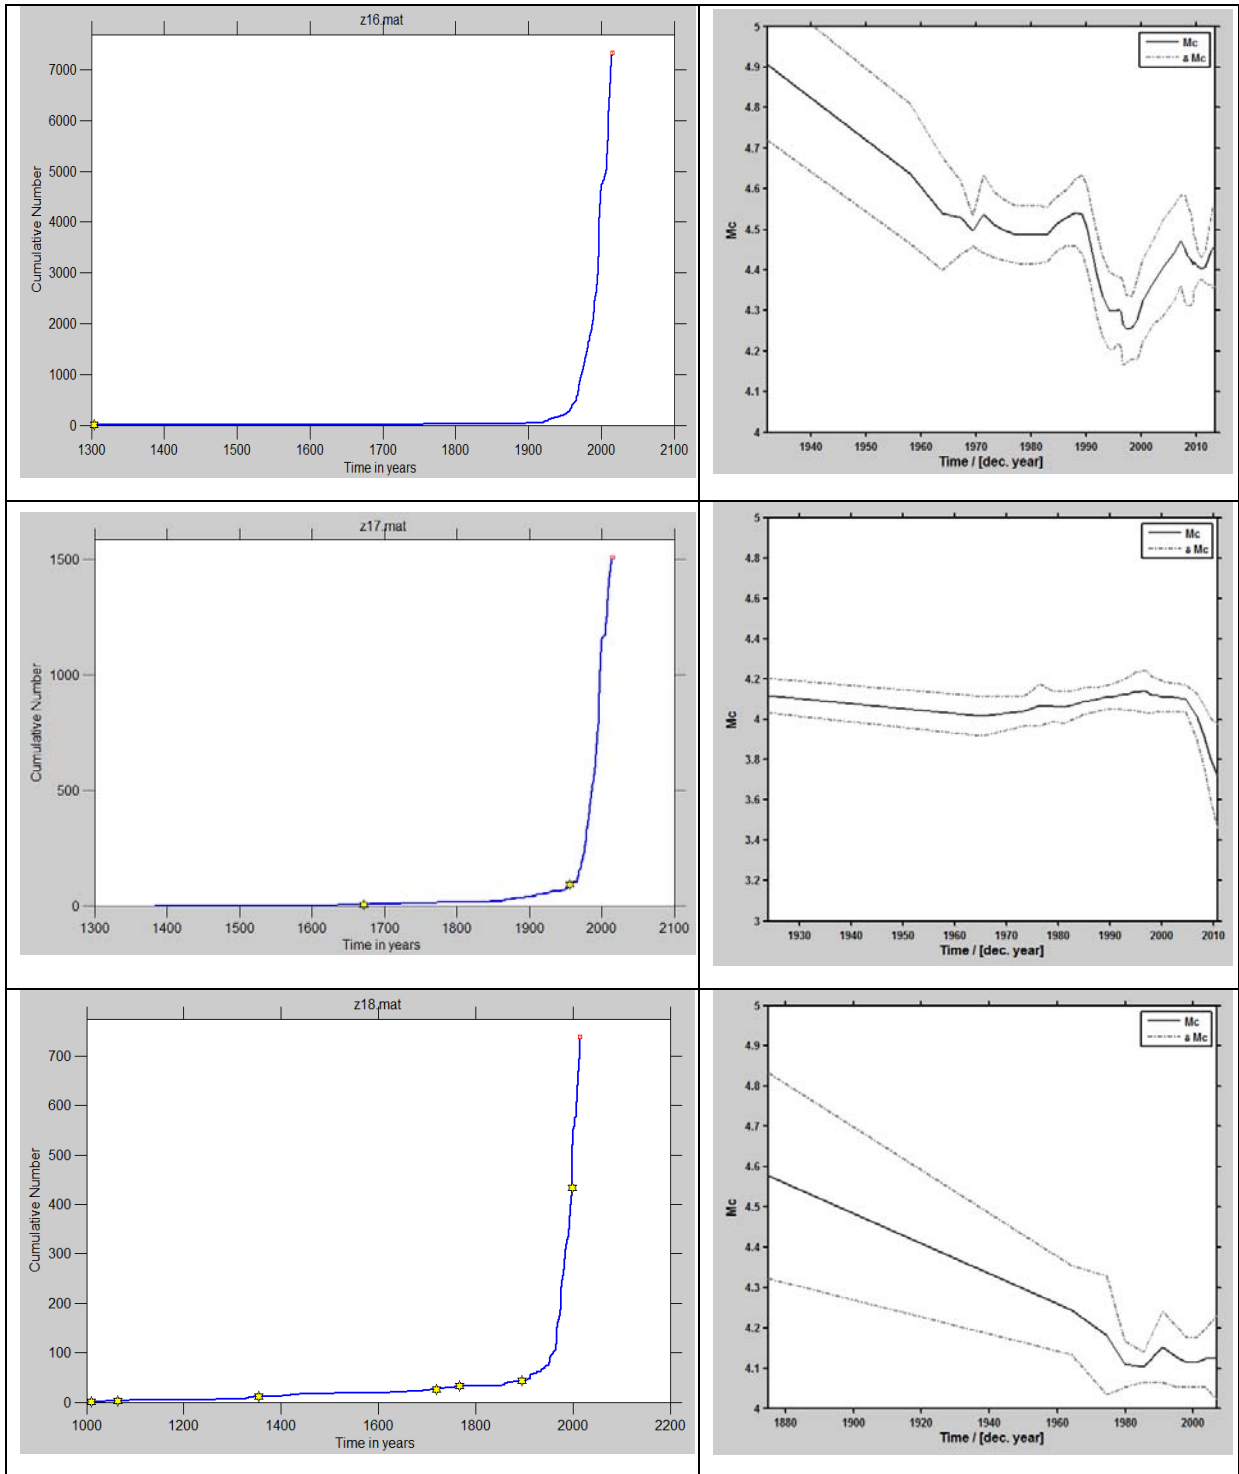 z16.mat
7000
6000
5000
4000
3000
2000
1000
0
Cumulative Number
1300 1400 1500 1600 1700 1800 1900 2000 2100
Time in years
5
4.9
4.8
4.7
4.6
4.5
4.4
4.3
4.2
4.1
4
Mc
Mc
δ Mc
1940 1950 1960 1970 1980 1990 2000 2010
Time / [dec. year]
z17.mat
1500
1000
500
0
Cumulative Number
1300 1400 1500 1600 1700 1800 1900 2000 2100
Time in years
5
4.8
4.6
4.4
4.2
4
3.8
3.6
3.4
3.2
3
Mc
Mc
δ Mc
1930 1940 1950 1960 1970 1980 1990 2000 2010
Time / [dec. year]
z18.mat
700
600
500
400
300
200
100
0
Cumulative Number
1000 1200 1400 1600 1800 2000 2200
Time in years
5
4.9
4.8
4.7
4.6
4.5
4.4
4.3
4.2
4.1
4
Mc
Mc
δ Mc
1880 1900 1920 1940 1960 1980 2000
Time / [dec. year]